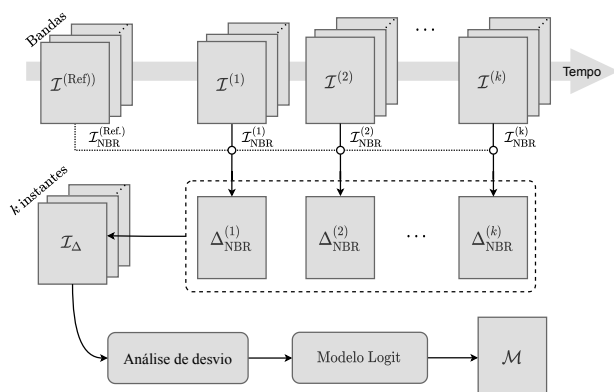 Bandas
𝓘^(Ref)) 𝓘^(1) 𝓘^(2) ··· 𝓘^(k)
Tempo
𝓘_NBR^(Ref.) 𝓘_NBR^(1) 𝓘_NBR^(2) 𝓘_NBR^(k)
k instantes
𝓘_Δ Δ_NBR^(1) Δ_NBR^(2) ··· Δ_NBR^(k)
Análise de desvio Modelo Logit 𝓜